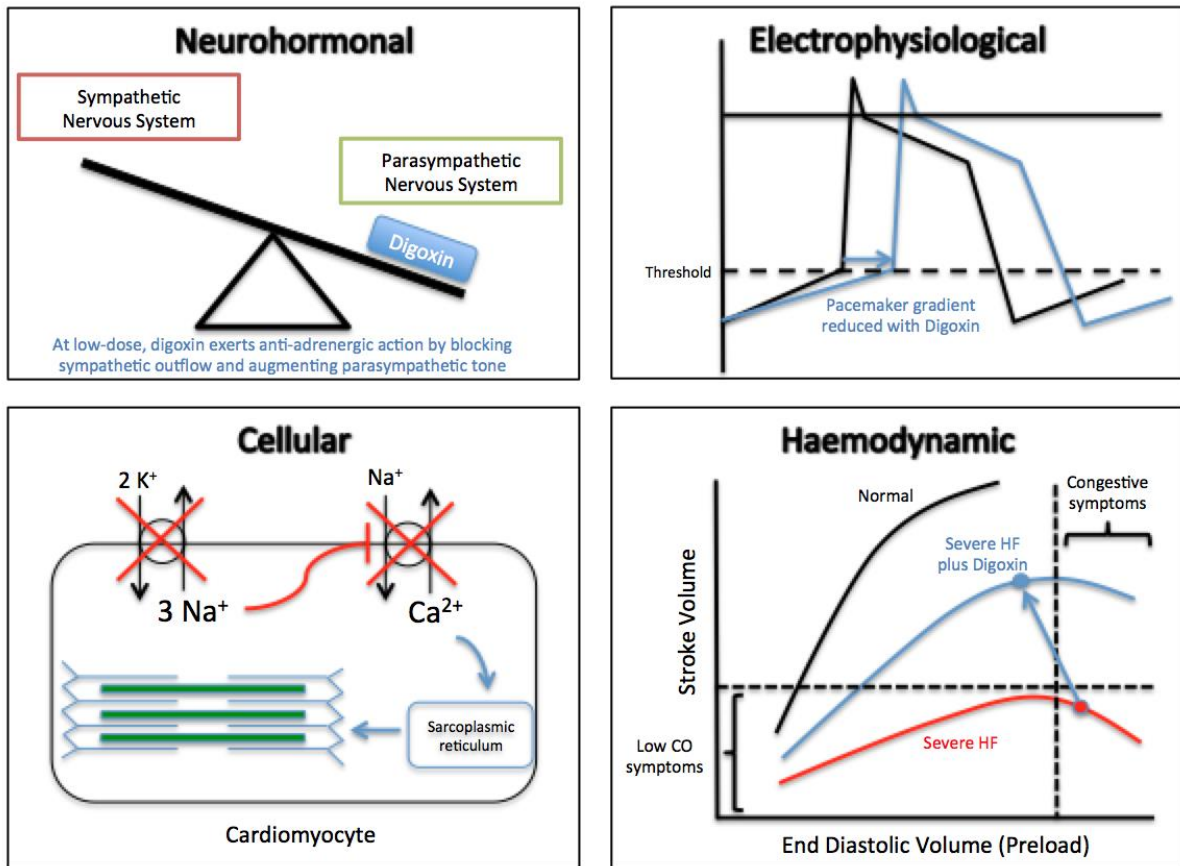 Neurohormonal
Sympathetic
Nervous System
Parasympathetic
Nervous System
Digoxin
At low-dose, digoxin exerts anti-adrenergic action by blocking
sympathetic outflow and augmenting parasympathetic tone
Electrophysiological
Threshold
Pacemaker gradient
reduced with Digoxin
Cellular
2 K⁺
Na⁺
3 Na⁺
Ca²⁺
Sarcoplasmic
reticulum
Cardiomyocyte
Haemodynamic
Normal
Congestive
symptoms
Severe HF
plus Digoxin
Stroke Volume
Low CO
symptoms
Severe HF
End Diastolic Volume (Preload)